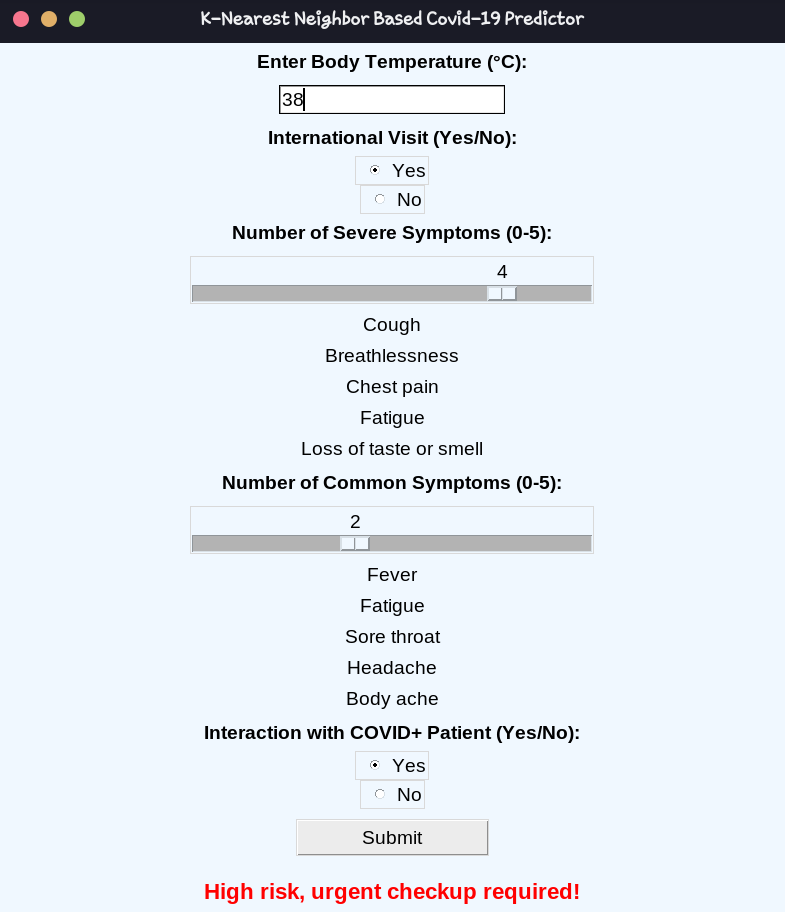 K-Nearest Neighbor Based Covid-19 Predictor
Enter Body Temperature (°C):
38
International Visit (Yes/No):
Yes
No
Number of Severe Symptoms (0-5):
4
Cough
Breathlessness
Chest pain
Fatigue
Loss of taste or smell
Number of Common Symptoms (0-5):
2
Fever
Fatigue
Sore throat
Headache
Body ache
Interaction with COVID+ Patient (Yes/No):
Yes
No
Submit
High risk, urgent checkup required!